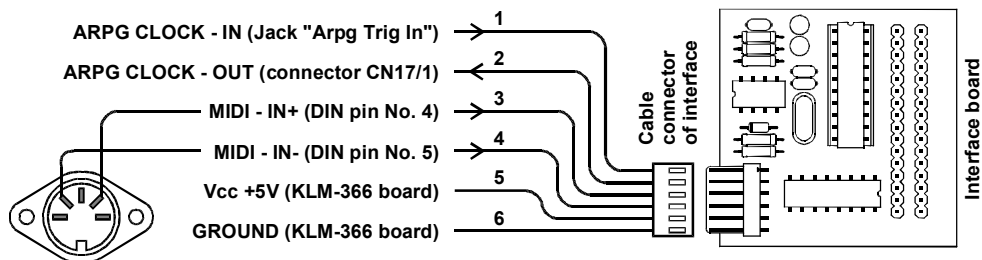 ARPG CLOCK - IN (Jack "Arpg Trig In") 1
ARPG CLOCK - OUT (connector CN17/1) 2
MIDI - IN+ (DIN pin No. 4) 3
MIDI - IN- (DIN pin No. 5) 4
Vcc +5V (KLM-366 board) 5
GROUND (KLM-366 board) 6
Cable
connector
of interface
Interface board